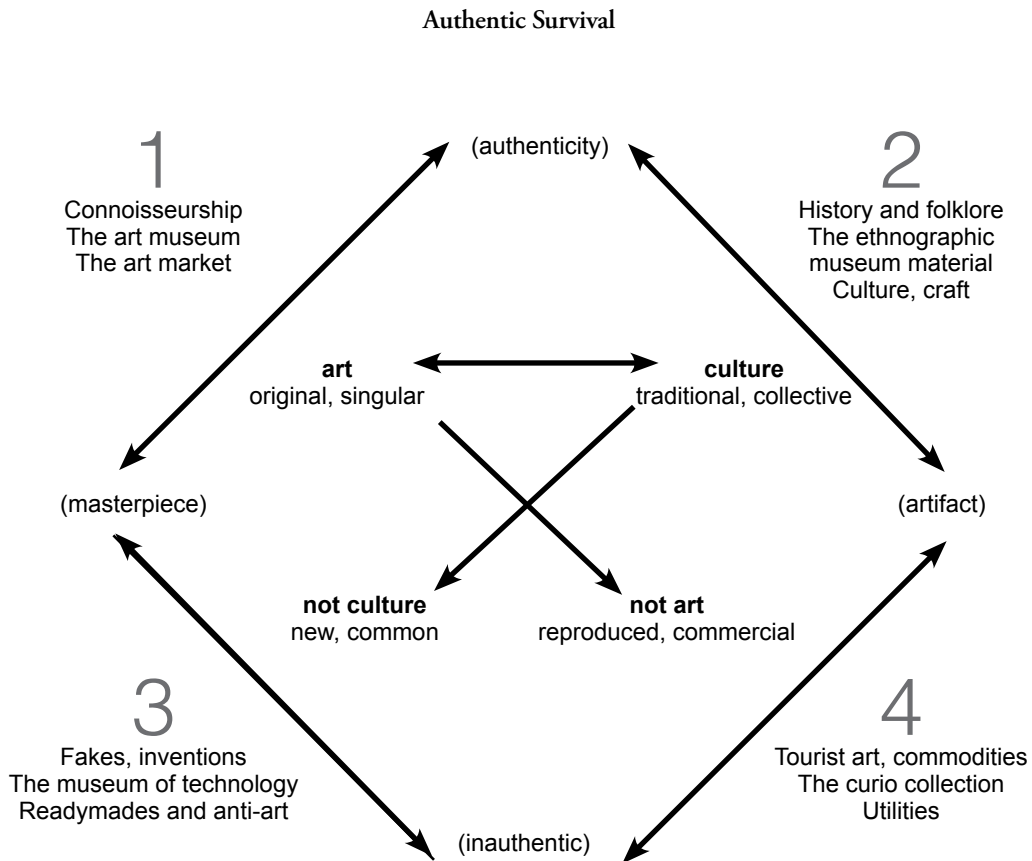 Authentic Survival
(authenticity)
1
Connoisseurship
The art museum
The art market
2
History and folklore
The ethnographic
museum material
Culture, craft
art
original, singular
culture
traditional, collective
(masterpiece)
(artifact)
not culture
new, common
not art
reproduced, commercial
3
Fakes, inventions
The museum of technology
Readymades and anti-art
4
Tourist art, commodities
The curio collection
Utilities
(inauthentic)